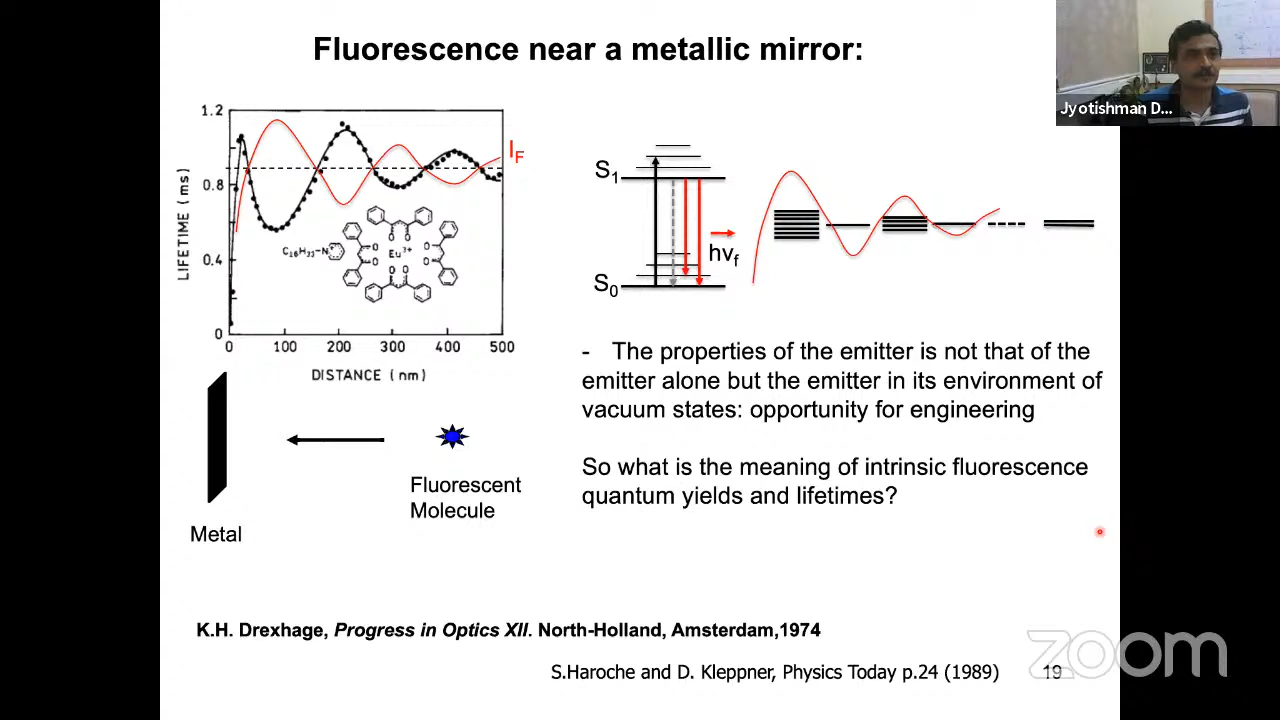 Fluorescence near a metallic mirror:
Jyotishman D...
1.2
0.8
0.4
0
LIFETIME (ms)
0 100 200 300 400 500
DISTANCE (nm)
I_F
C₁₆H₃₃–N
Eu³⁺
O O
O O
O O
O O
S₁
S₀
hν_f
- The properties of the emitter is not that of the
emitter alone but the emitter in its environment of
vacuum states: opportunity for engineering
So what is the meaning of intrinsic fluorescence
quantum yields and lifetimes?
Fluorescent
Molecule
Metal
K.H. Drexhage, Progress in Optics XII. North-Holland, Amsterdam,1974
S.Haroche and D. Kleppner, Physics Today p.24 (1989)
19
zoom